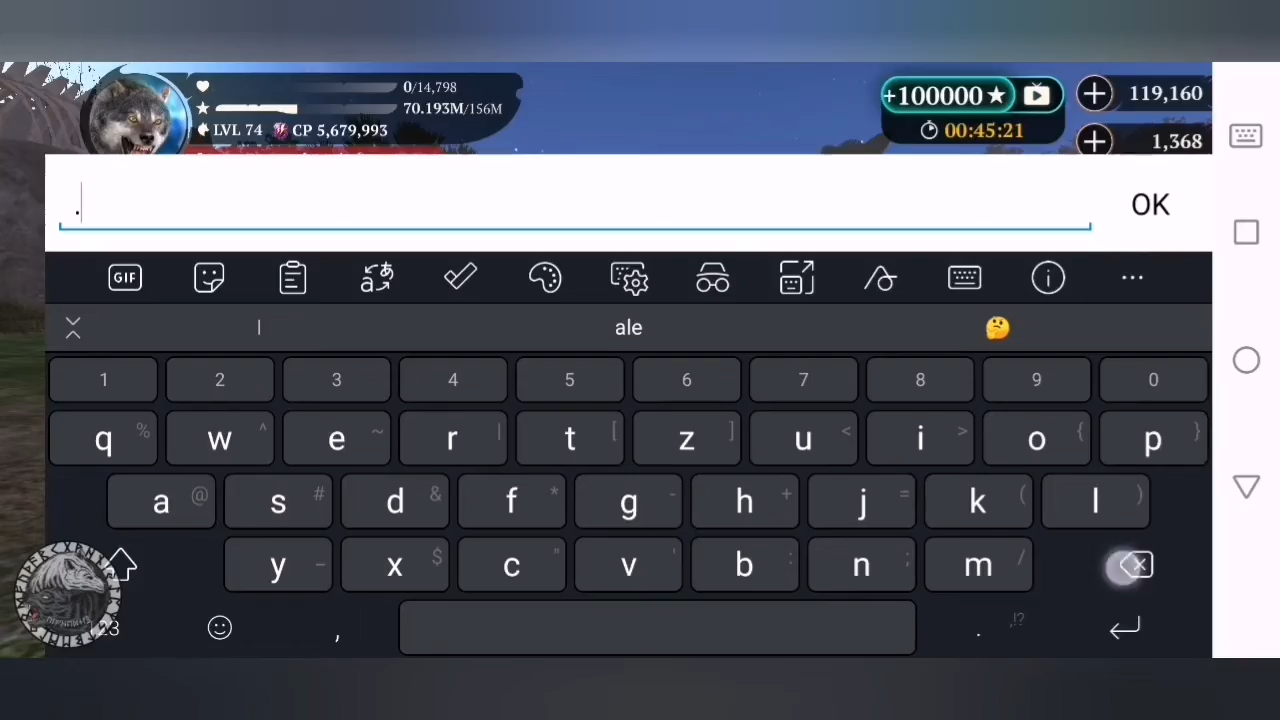 0/14,798
70.193M/156M
LVL 74 CP 5,679,993
+100000
00:45:21
119,160
1,368
.
OK
GIF
l ale 🤔
1 2 3 4 5 6 7 8 9 0
q % w ^ e ~ r | t [ z ] u < i > o { p }
a @ s # d & f * g - h + j = k ( l )
y _ x $ c " v ' b : n ; m /
123 , . ,!?